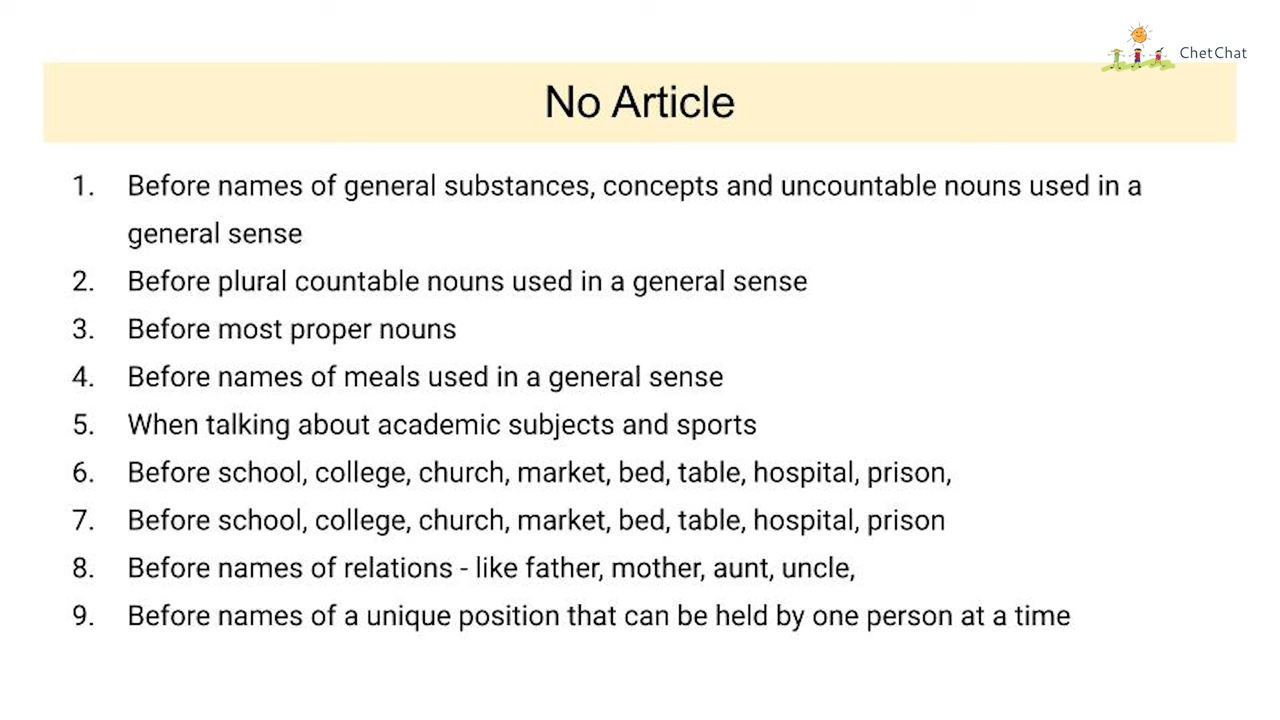 ChetChat
No Article
1. Before names of general substances, concepts and uncountable nouns used in a
general sense
2. Before plural countable nouns used in a general sense
3. Before most proper nouns
4. Before names of meals used in a general sense
5. When talking about academic subjects and sports
6. Before school, college, church, market, bed, table, hospital, prison,
7. Before school, college, church, market, bed, table, hospital, prison
8. Before names of relations - like father, mother, aunt, uncle,
9. Before names of a unique position that can be held by one person at a time